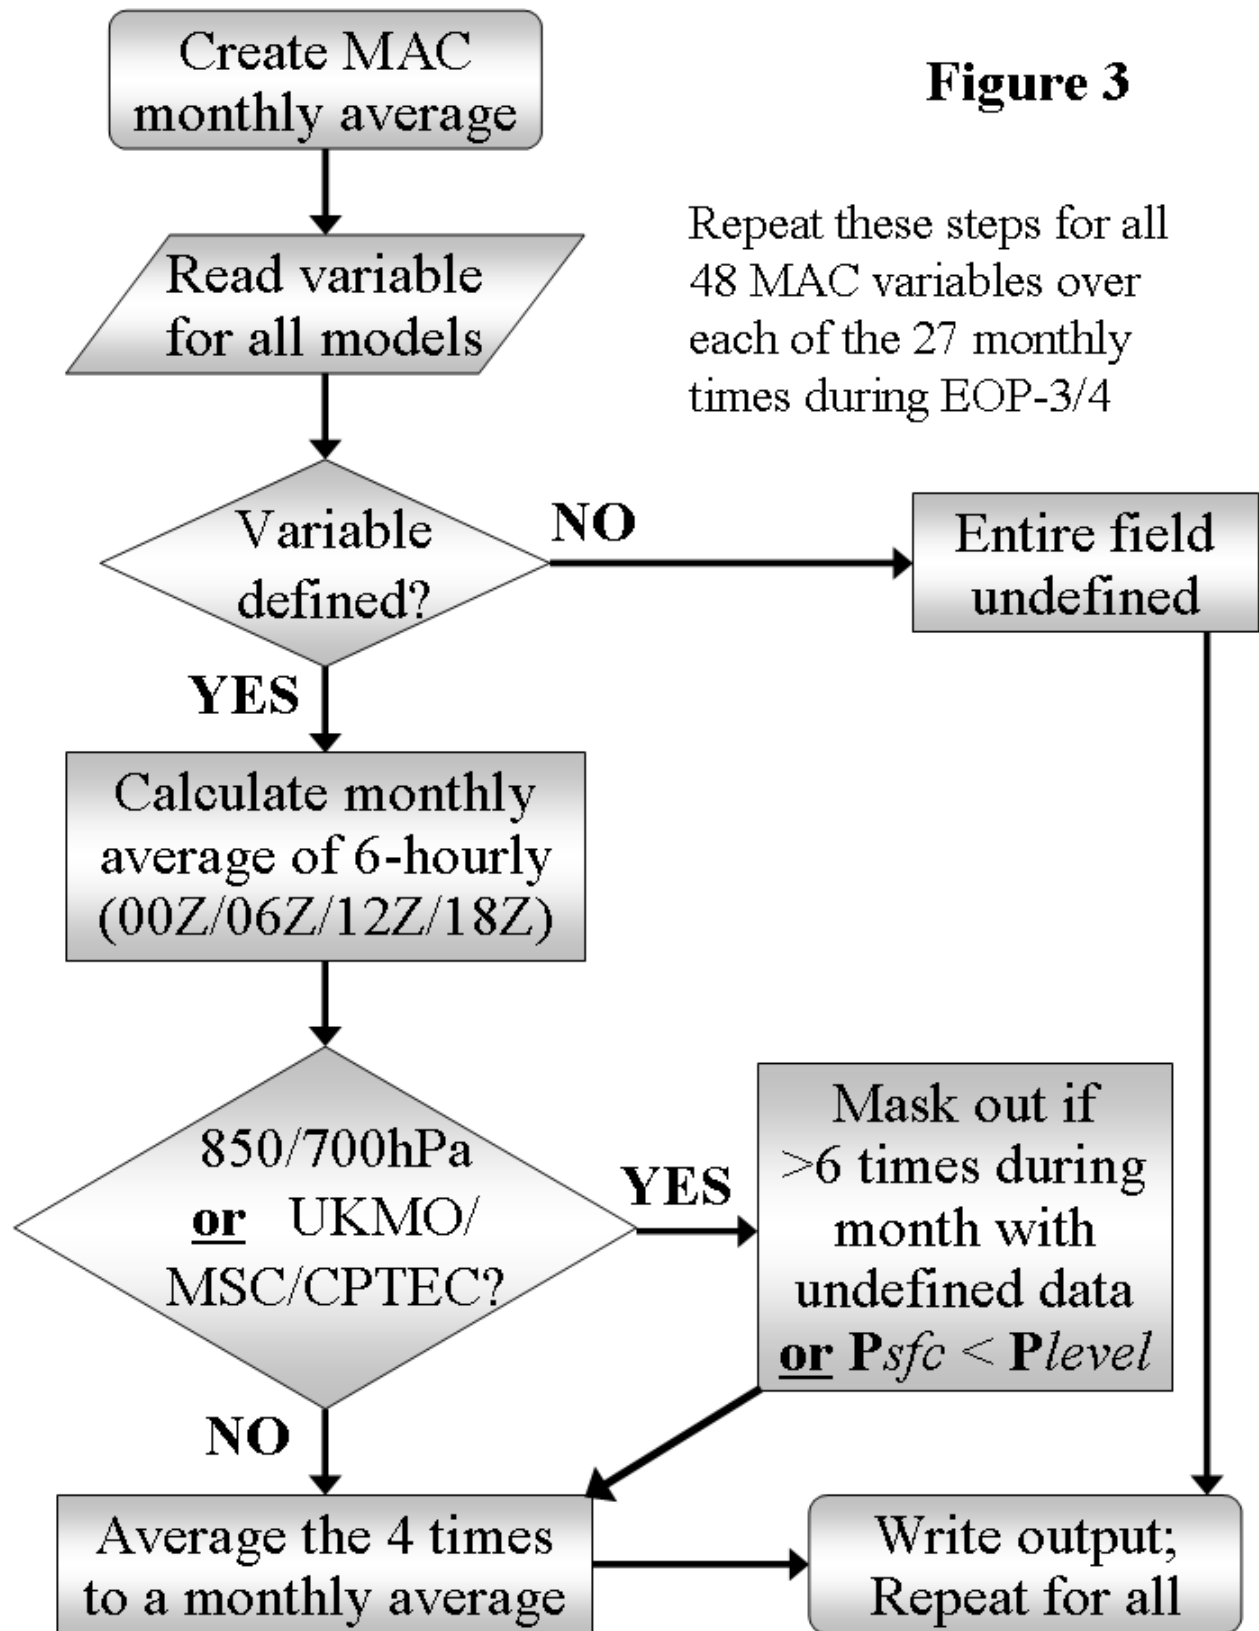 Create MAC
monthly average
Figure 3
Repeat these steps for all
48 MAC variables over
each of the 27 monthly
times during EOP-3/4
Read variable
for all models
Variable
defined?
NO
Entire field
undefined
YES
Calculate monthly
average of 6-hourly
(00Z/06Z/12Z/18Z)
850/700hPa
or UKMO/
MSC/CPTEC?
YES
Mask out if
>6 times during
month with
undefined data
or Psfc < Plevel
NO
Average the 4 times
to a monthly average
Write output;
Repeat for all